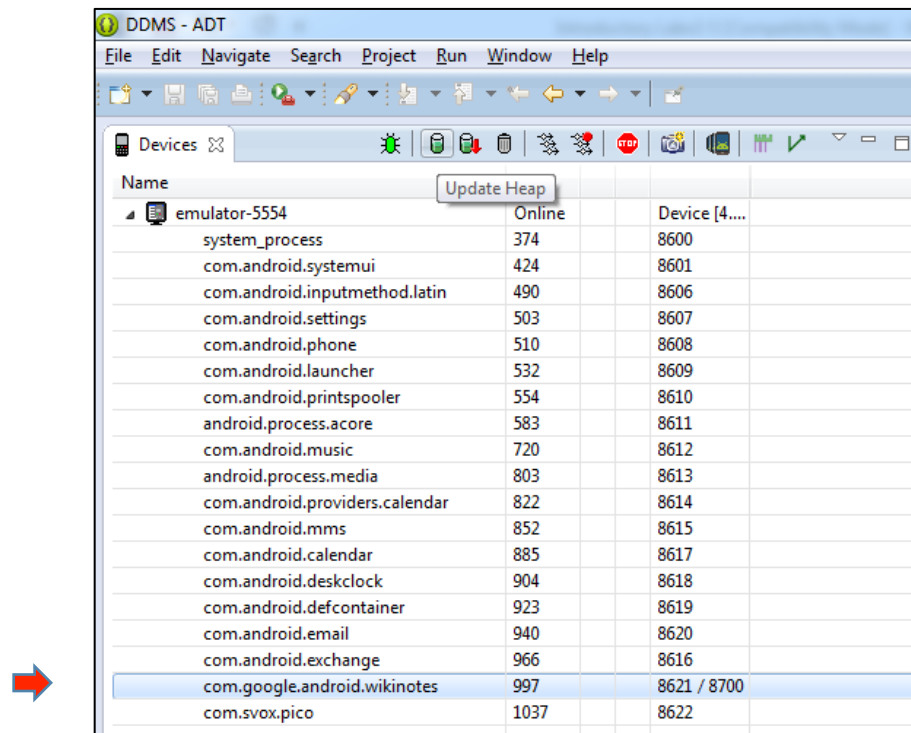 DDMS - ADT
File Edit Navigate Search Project Run Window Help
Devices
Name
Update Heap
emulator-5554 Online Device [4....
system_process 374 8600
com.android.systemui 424 8601
com.android.inputmethod.latin 490 8606
com.android.settings 503 8607
com.android.phone 510 8608
com.android.launcher 532 8609
com.android.printspooler 554 8610
android.process.acore 583 8611
com.android.music 720 8612
android.process.media 803 8613
com.android.providers.calendar 822 8614
com.android.mms 852 8615
com.android.calendar 885 8617
com.android.deskclock 904 8618
com.android.defcontainer 923 8619
com.android.email 940 8620
com.android.exchange 966 8616
com.google.android.wikinotes 997 8621 / 8700
com.svox.pico 1037 8622